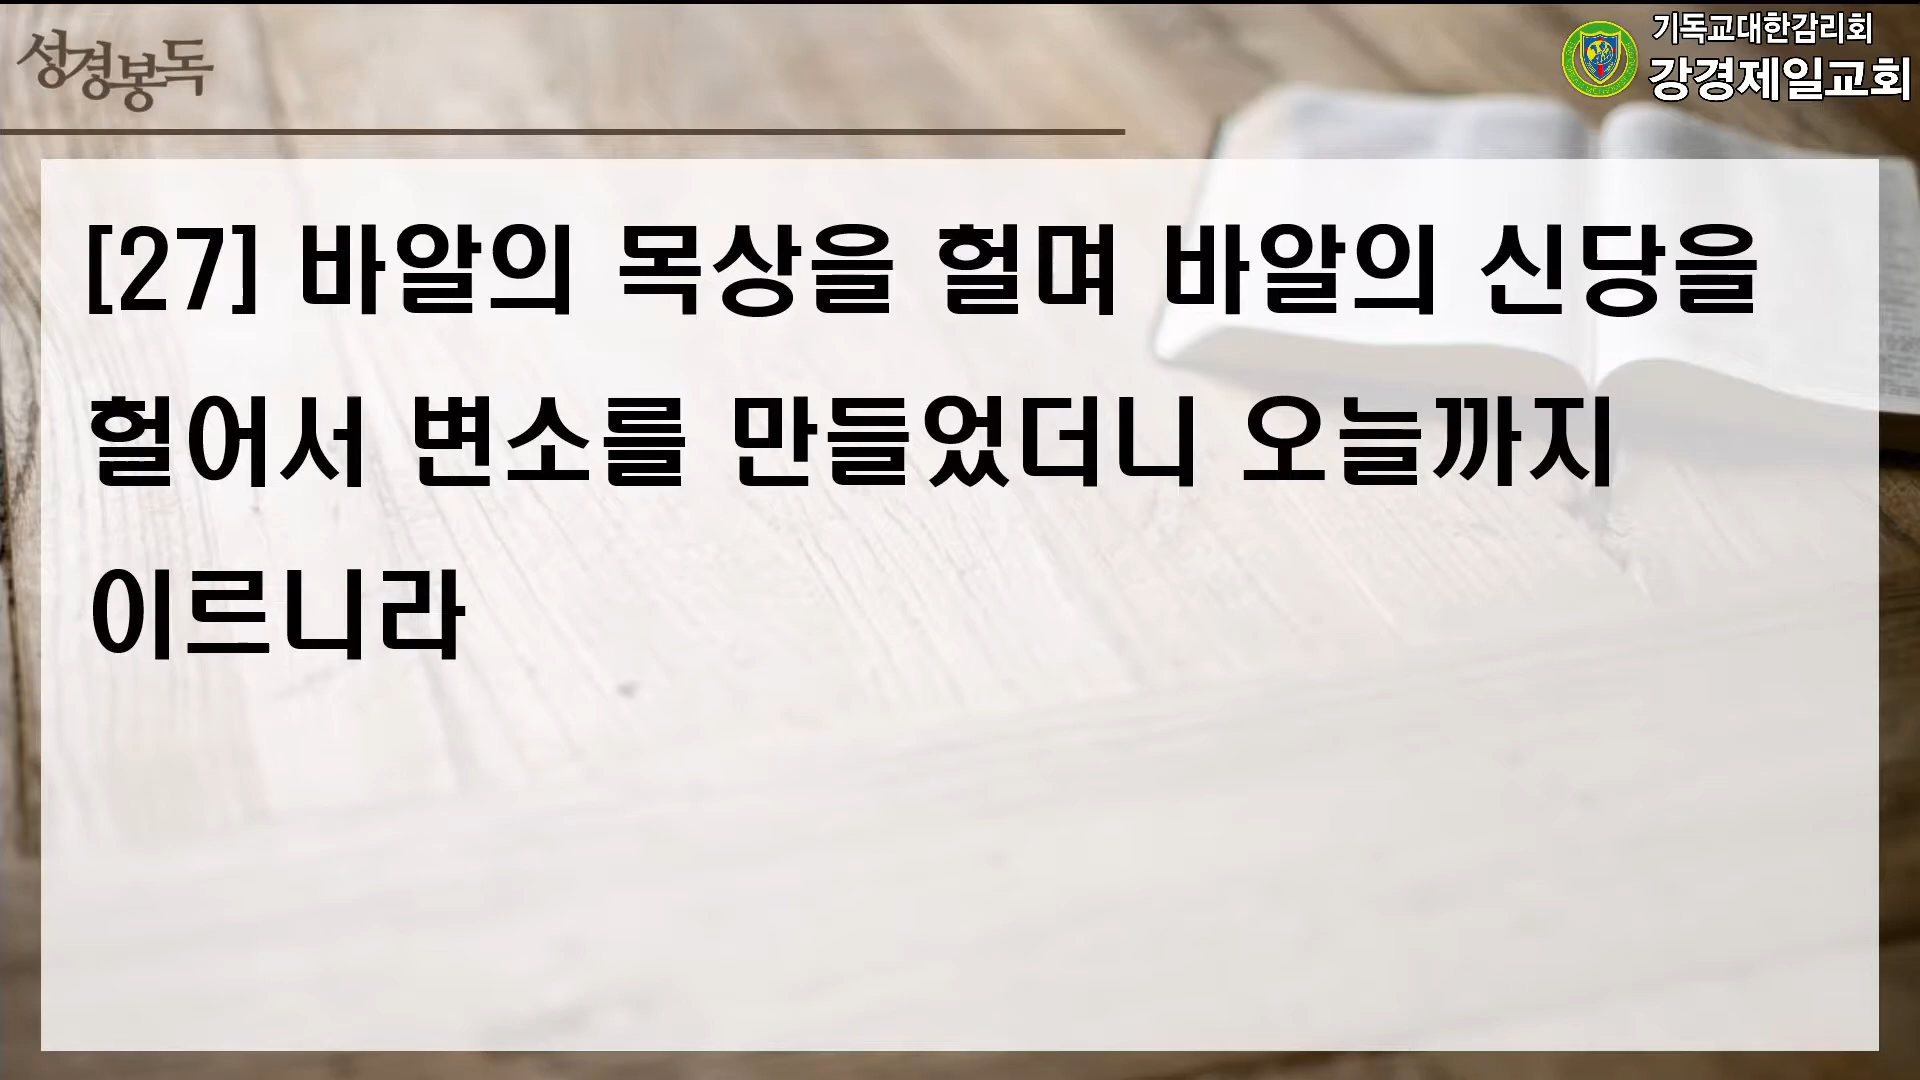 성경봉독
기독교대한감리회
강경제일교회
[27] 바알의 목상을 헐며 바알의 신당을
헐어서 변소를 만들었더니 오늘까지
이르니라